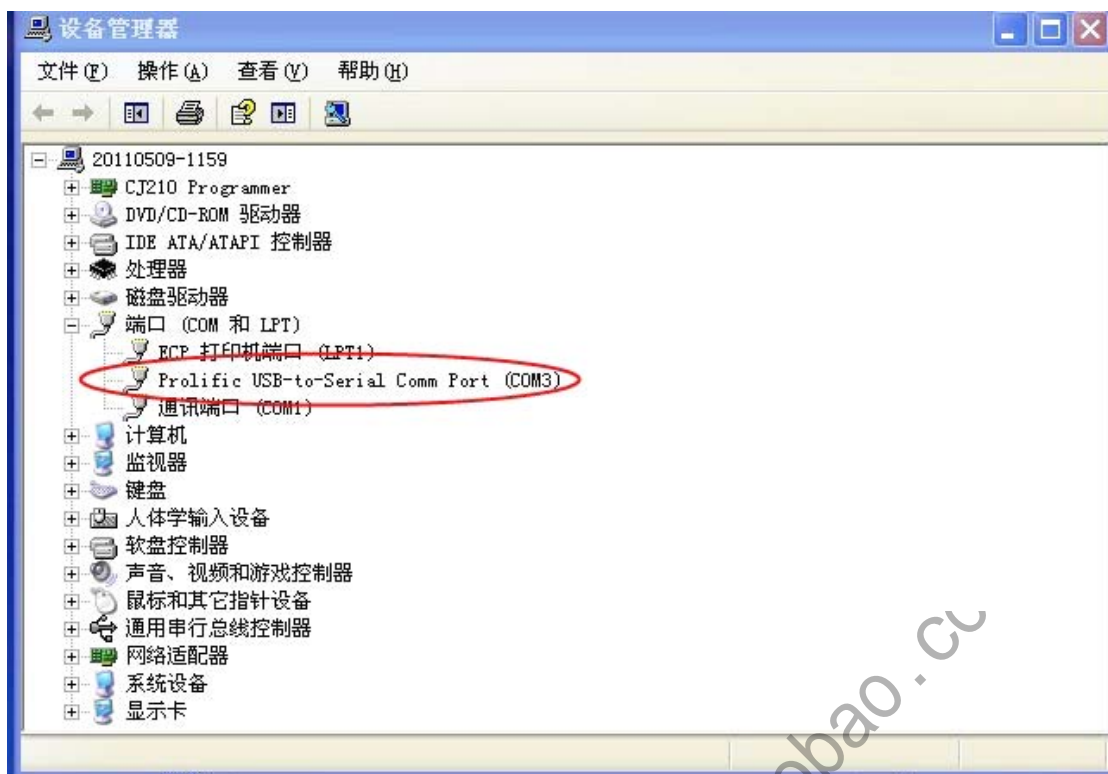 设备管理器
文件(F) 操作(A) 查看(V) 帮助(H)
20110509-1159
CJ210 Programmer
DVD/CD-ROM 驱动器
IDE ATA/ATAPI 控制器
处理器
磁盘驱动器
端口 (COM 和 LPT)
ECP 打印机端口 (LPT1)
Prolific USB-to-Serial Comm Port (COM3)
通讯端口 (COM1)
计算机
监视器
键盘
人体学输入设备
软盘控制器
声音、视频和游戏控制器
鼠标和其它指针设备
通用串行总线控制器
网络适配器
系统设备
显示卡